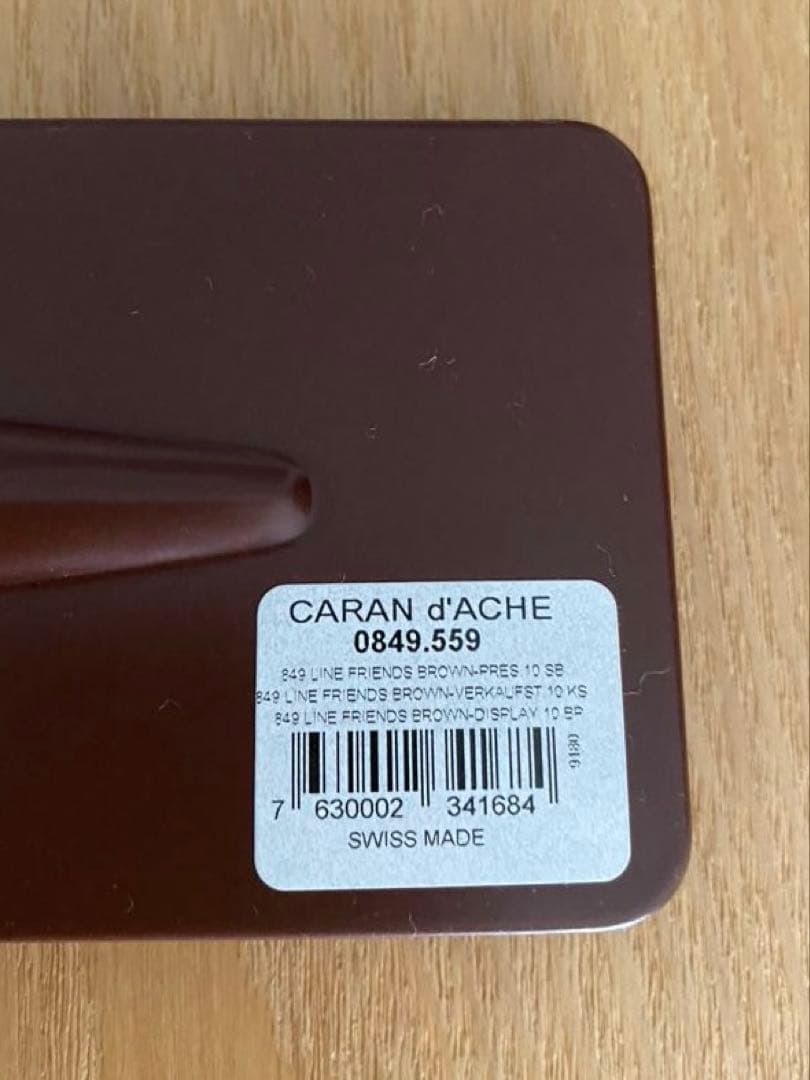 CARAN d'ACHE
0849.559
849 LINE FRIENDS BROWN-PRES 10 SB
849 LINE FRIENDS BROWN-VERKAUFST 10 KS
849 LINE FRIENDS BROWN-DISPLAY 10 BP
9180
7 630002 341684
SWISS MADE